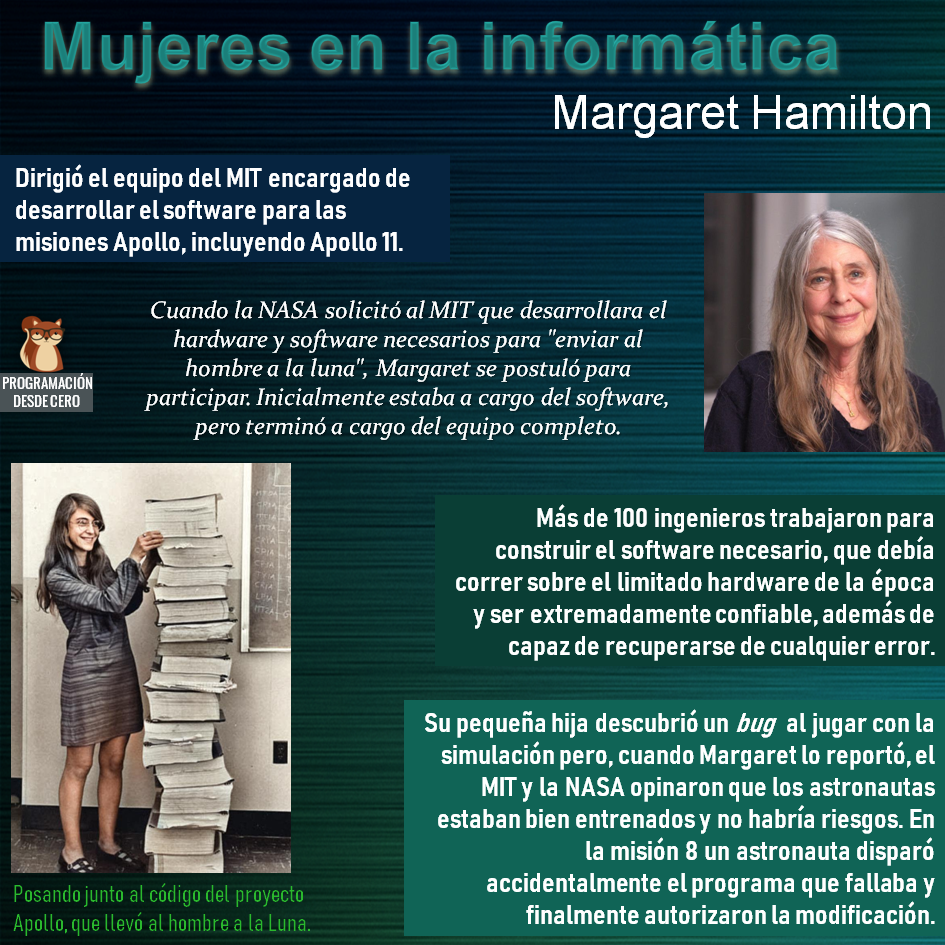 Mujeres en la informática
Margaret Hamilton
Dirigió el equipo del MIT encargado de
desarrollar el software para las
misiones Apollo, incluyendo Apollo 11.
Cuando la NASA solicitó al MIT que desarrollara el
hardware y software necesarios para "enviar al
hombre a la luna", Margaret se postuló para
participar. Inicialmente estaba a cargo del software,
pero terminó a cargo del equipo completo.
PROGRAMACIÓN
DESDE CERO
Más de 100 ingenieros trabajaron para
construir el software necesario, que debía
correr sobre el limitado hardware de la época
y ser extremadamente confiable, además de
capaz de recuperarse de cualquier error.
Su pequeña hija descubrió un bug al jugar con la
simulación pero, cuando Margaret lo reportó, el
MIT y la NASA opinaron que los astronautas
estaban bien entrenados y no habría riesgos. En
la misión 8 un astronauta disparó
accidentalmente el programa que fallaba y
finalmente autorizaron la modificación.
Posando junto al código del proyecto
Apollo, que llevó al hombre a la Luna.